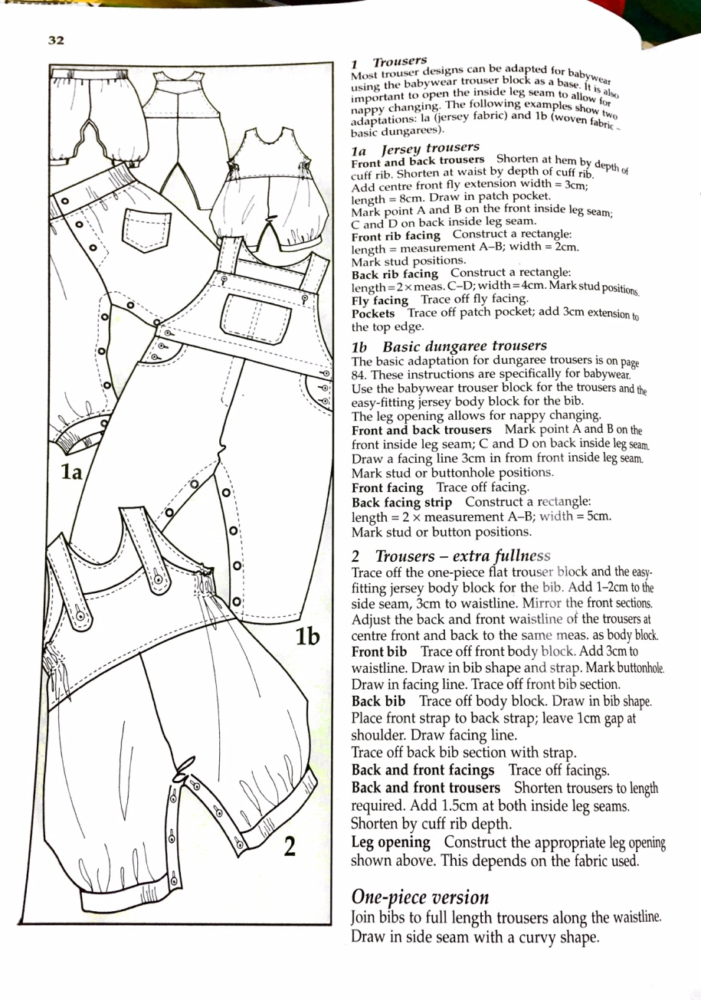 32
1 Trousers
Most trouser designs can be adapted for babywear
using the babywear trouser block as a base. It is also
important to open the inside leg seam to allow for
nappy changing. The following examples show two
adaptations: 1a (jersey fabric) and 1b (woven fabric –
basic dungarees).
1a Jersey trousers
Front and back trousers Shorten at hem by depth of
cuff rib. Shorten at waist by depth of cuff rib.
Add centre front fly extension width = 3cm;
length = 8cm. Draw in patch pocket.
Mark point A and B on the front inside leg seam;
C and D on back inside leg seam.
Front rib facing Construct a rectangle:
length = measurement A–B; width = 2cm.
Mark stud positions.
Back rib facing Construct a rectangle:
length = 2 × meas. C–D; width = 4cm. Mark stud positions.
Fly facing Trace off fly facing.
Pockets Trace off patch pocket; add 3cm extension to
the top edge.
1b Basic dungaree trousers
The basic adaptation for dungaree trousers is on page
84. These instructions are specifically for babywear.
Use the babywear trouser block for the trousers and the
easy-fitting jersey body block for the bib.
The leg opening allows for nappy changing.
Front and back trousers Mark point A and B on the
front inside leg seam; C and D on back inside leg seam.
Draw a facing line 3cm in from front inside leg seam.
Mark stud or buttonhole positions.
Front facing Trace off facing.
Back facing strip Construct a rectangle:
length = 2 × measurement A–B; width = 5cm.
Mark stud or button positions.
2 Trousers – extra fullness
Trace off the one-piece flat trouser block and the easy-
fitting jersey body block for the bib. Add 1–2cm to the
side seam, 3cm to waistline. Mirror the front sections.
Adjust the back and front waistline of the trousers at
centre front and back to the same meas. as body block.
Front bib Trace off front body block. Add 3cm to
waistline. Draw in bib shape and strap. Mark buttonhole.
Draw in facing line. Trace off front bib section.
Back bib Trace off body block. Draw in bib shape.
Place front strap to back strap; leave 1cm gap at
shoulder. Draw facing line.
Trace off back bib section with strap.
Back and front facings Trace off facings.
Back and front trousers Shorten trousers to length
required. Add 1.5cm at both inside leg seams.
Shorten by cuff rib depth.
Leg opening Construct the appropriate leg opening
shown above. This depends on the fabric used.
One-piece version
Join bibs to full length trousers along the waistline.
Draw in side seam with a curvy shape.
1a
1b
2